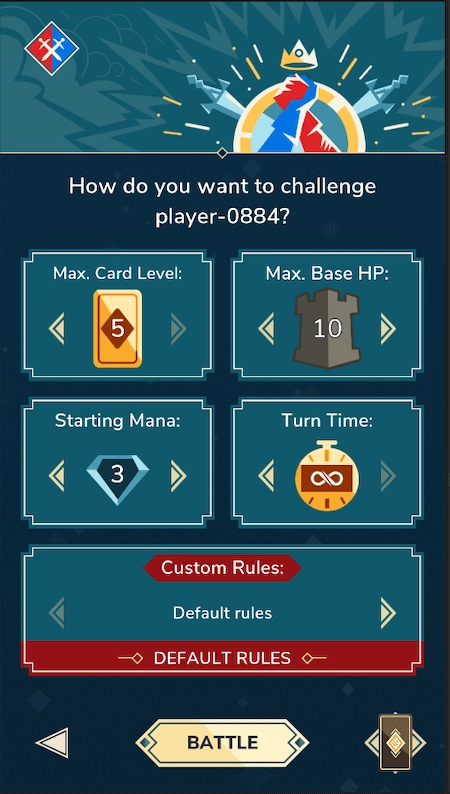 How do you want to challenge
player-0884?
Max. Card Level:
5
Max. Base HP:
10
Starting Mana:
3
Turn Time:
∞
Custom Rules:
Default rules
DEFAULT RULES
BATTLE